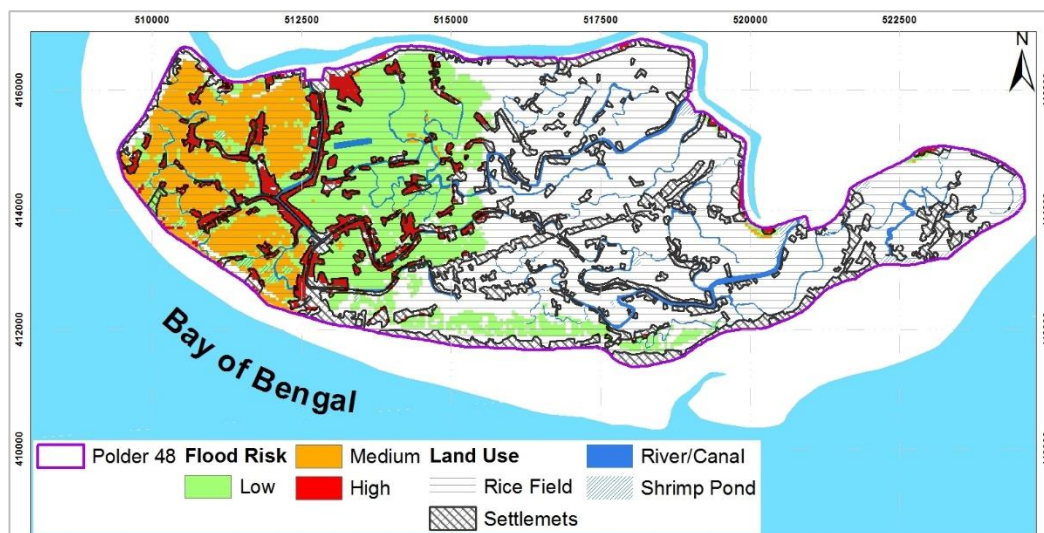 510000 512500 515000 517500 520000 522500
N
416000
414000
412000
410000
Bay of Bengal
Polder 48 Flood Risk Medium Land Use River/Canal
Low High Rice Field Shrimp Pond
Settlemets